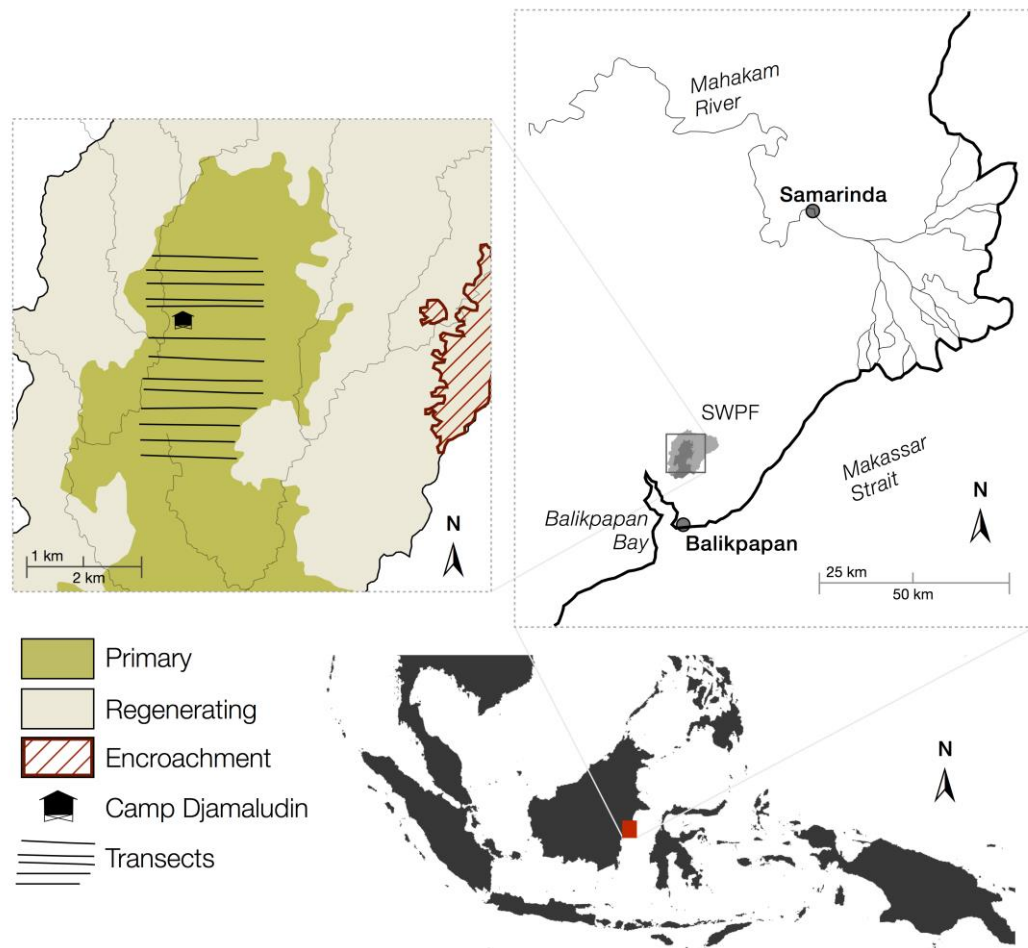 Mahakam
River
Samarinda
SWPF
Makassar
Strait
Balikpapan
Bay
Balikpapan
N
25 km
50 km
1 km
2 km
N
Primary
Regenerating
Encroachment
Camp Djamaludin
Transects
N